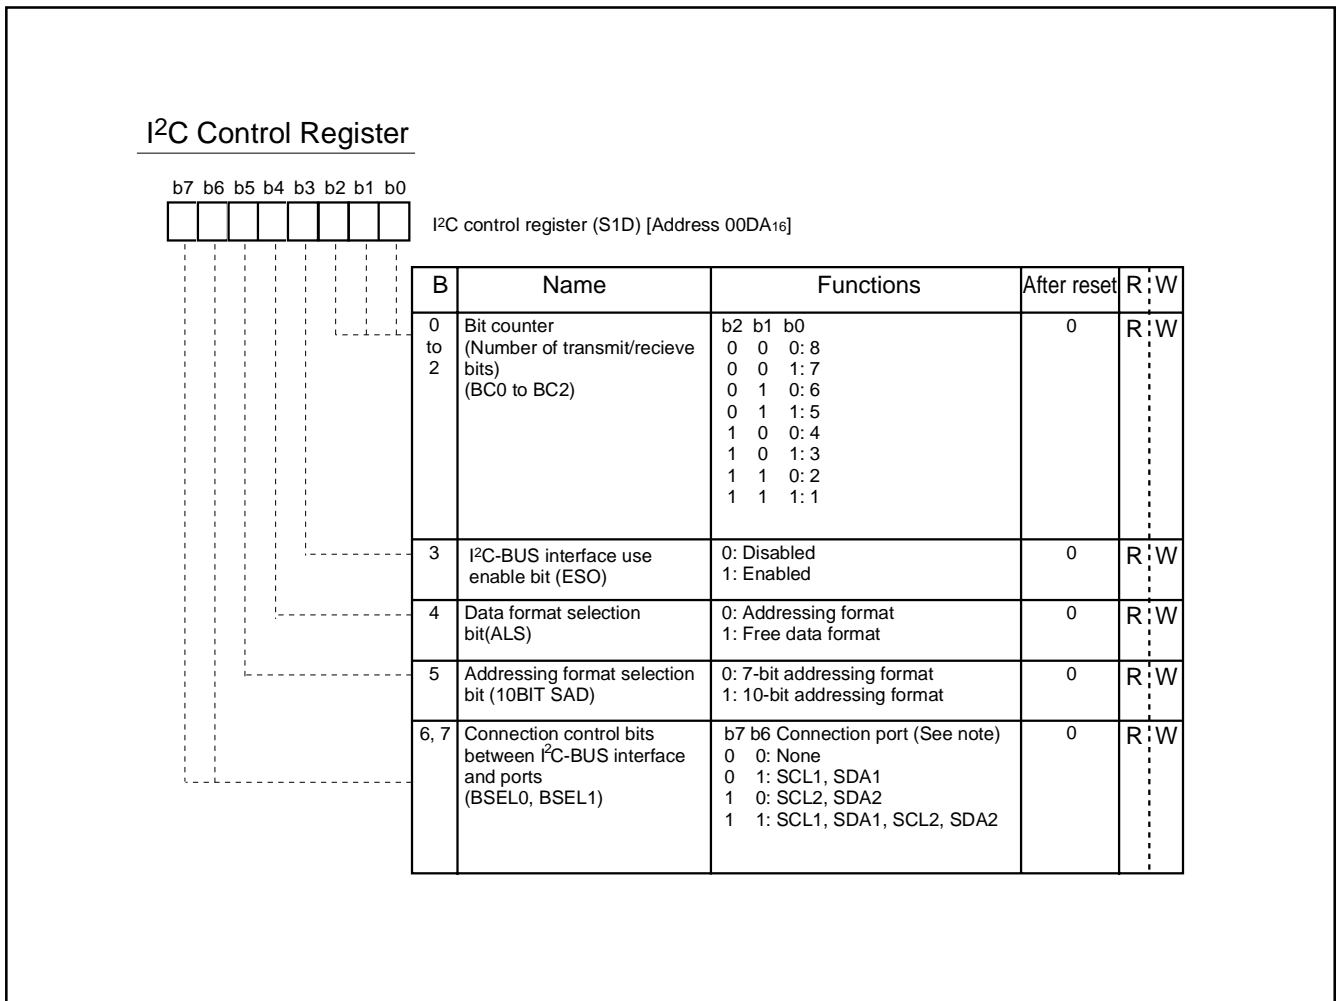 I2C Control Register
b7 b6 b5 b4 b3 b2 b1 b0
I2C control register (S1D) [Address 00DA16]
B Name Functions After reset R W
0 to 2
Bit counter
(Number of transmit/recieve
bits)
(BC0 to BC2)
b2 b1 b0
0 0 0: 8
0 0 1: 7
0 1 0: 6
0 1 1: 5
1 0 0: 4
1 0 1: 3
1 1 0: 2
1 1 1: 1
0 R W
3
I2C-BUS interface use
enable bit (ESO)
0: Disabled
1: Enabled
0 R W
4
Data format selection
bit(ALS)
0: Addressing format
1: Free data format
0 R W
5
Addressing format selection
bit (10BIT SAD)
0: 7-bit addressing format
1: 10-bit addressing format
0 R W
6, 7
Connection control bits
between I2C-BUS interface
and ports
(BSEL0, BSEL1)
b7 b6 Connection port (See note)
0 0: None
0 1: SCL1, SDA1
1 0: SCL2, SDA2
1 1: SCL1, SDA1, SCL2, SDA2
0 R W